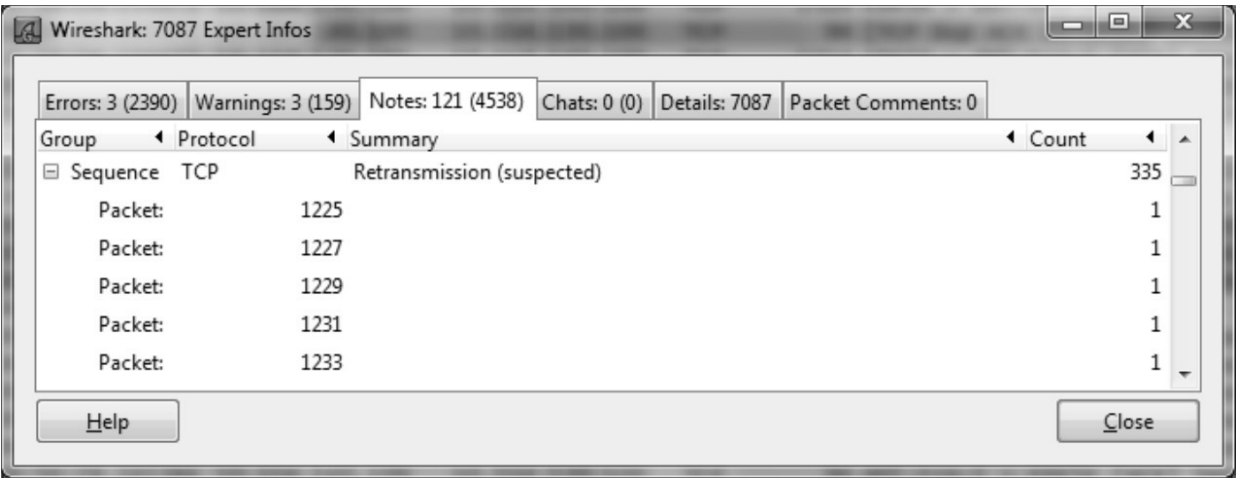 Wireshark: 7087 Expert Infos
Errors: 3 (2390) Warnings: 3 (159) Notes: 121 (4538) Chats: 0 (0) Details: 7087 Packet Comments: 0
Group Protocol Summary Count
Sequence TCP Retransmission (suspected) 335
Packet: 1225 1
Packet: 1227 1
Packet: 1229 1
Packet: 1231 1
Packet: 1233 1
Help Close